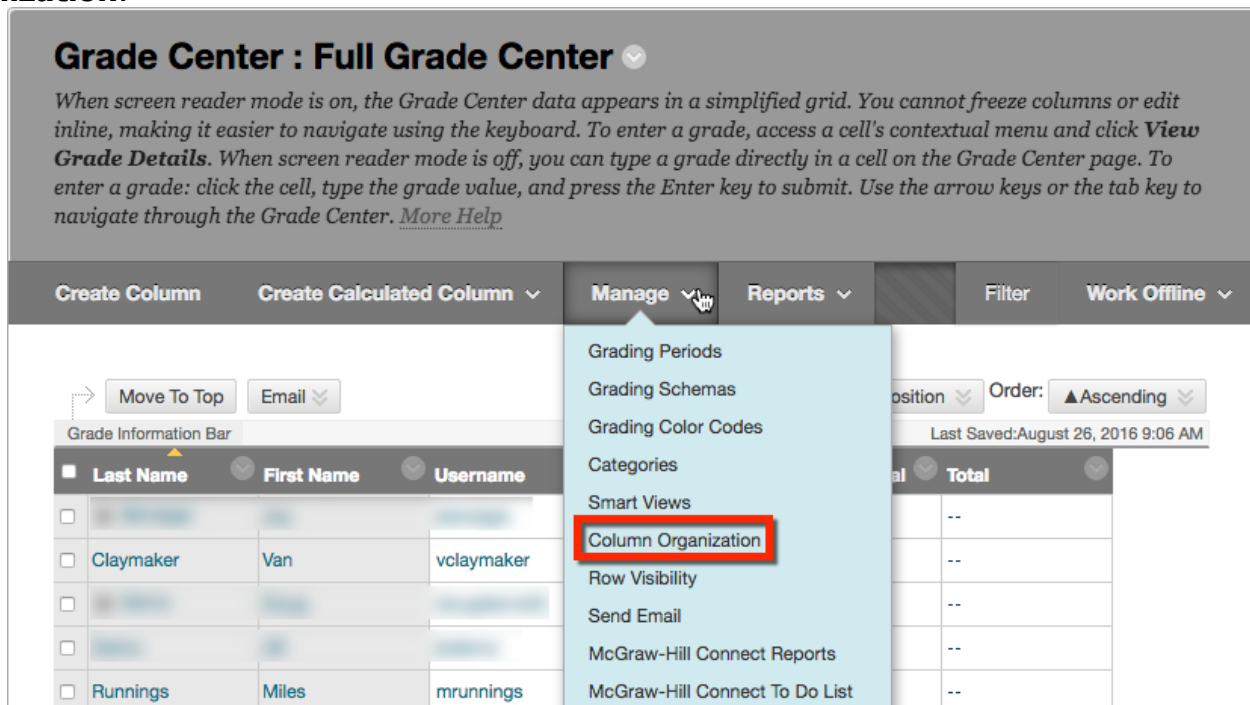 Grade Center : Full Grade Center
When screen reader mode is on, the Grade Center data appears in a simplified grid. You cannot freeze columns or edit
inline, making it easier to navigate using the keyboard. To enter a grade, access a cell's contextual menu and click View
Grade Details. When screen reader mode is off, you can type a grade directly in a cell on the Grade Center page. To
enter a grade: click the cell, type the grade value, and press the Enter key to submit. Use the arrow keys or the tab key to
navigate through the Grade Center. More Help
Create Column Create Calculated Column Manage Reports Filter Work Offline
Grading Periods
Grading Schemas
Grading Color Codes
Categories
Smart Views
Column Organization
Row Visibility
Send Email
McGraw-Hill Connect Reports
McGraw-Hill Connect To Do List
Move To Top Email osition Order: ▲Ascending
Grade Information Bar Last Saved:August 26, 2016 9:06 AM
Last Name First Name Username al Total
--
Claymaker Van vclaymaker --
--
--
Runnings Miles mrunnings --